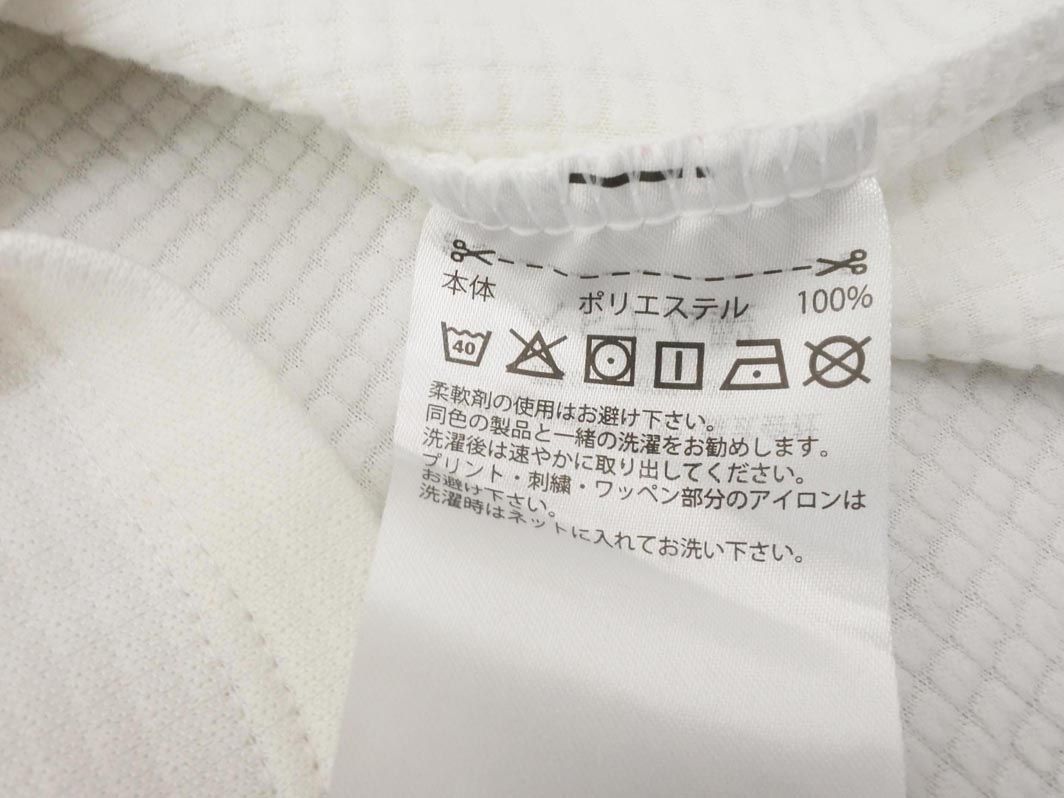 本体 ポリエステル 100%
40
柔軟剤の使用はお避け下さい。
同色の製品と一緒の洗濯をお勧めします。
洗濯後は速やかに取り出してください。
プリント・刺繍・ワッペン部分のアイロンは
お避け下さい。
洗濯時はネットに入れてお洗い下さい。